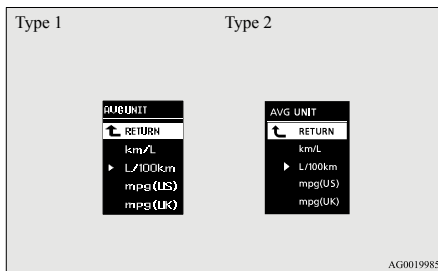 Type 1
Type 2
AVG UNIT
RETURN
km/L
L/100km
mpg(US)
mpg(UK)
AVG UNIT
RETURN
km/L
L/100km
mpg(US)
mpg(UK)
AG0019985